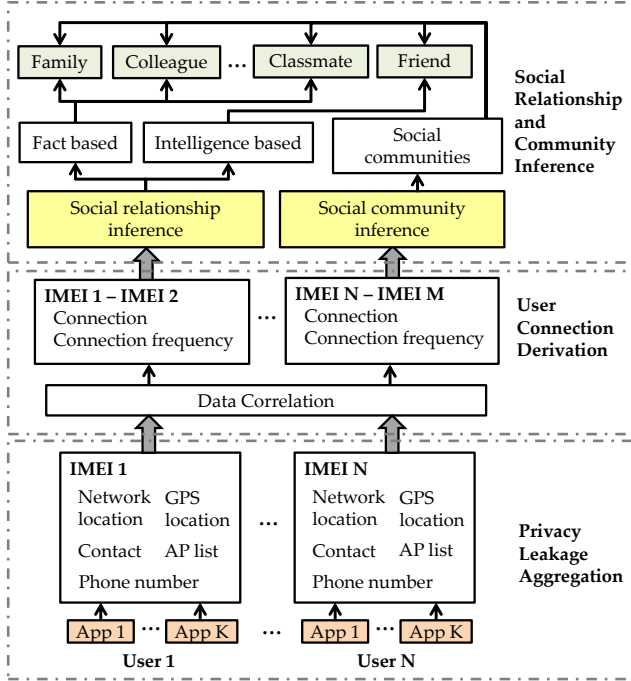 Family Colleague ... Classmate Friend
Social
Relationship
and
Community
Inference
Fact based
Intelligence based
Social
communities
Social relationship
inference
Social community
inference
IMEI 1 – IMEI 2
Connection
Connection frequency
...
IMEI N – IMEI M
Connection
Connection frequency
User
Connection
Derivation
Data Correlation
IMEI 1
Network
location
GPS
location
Contact AP list
Phone number
...
IMEI N
Network
location
GPS
location
Contact AP list
Phone number
Privacy
Leakage
Aggregation
App 1 ... App K ... App 1 ... App K
User 1 User N